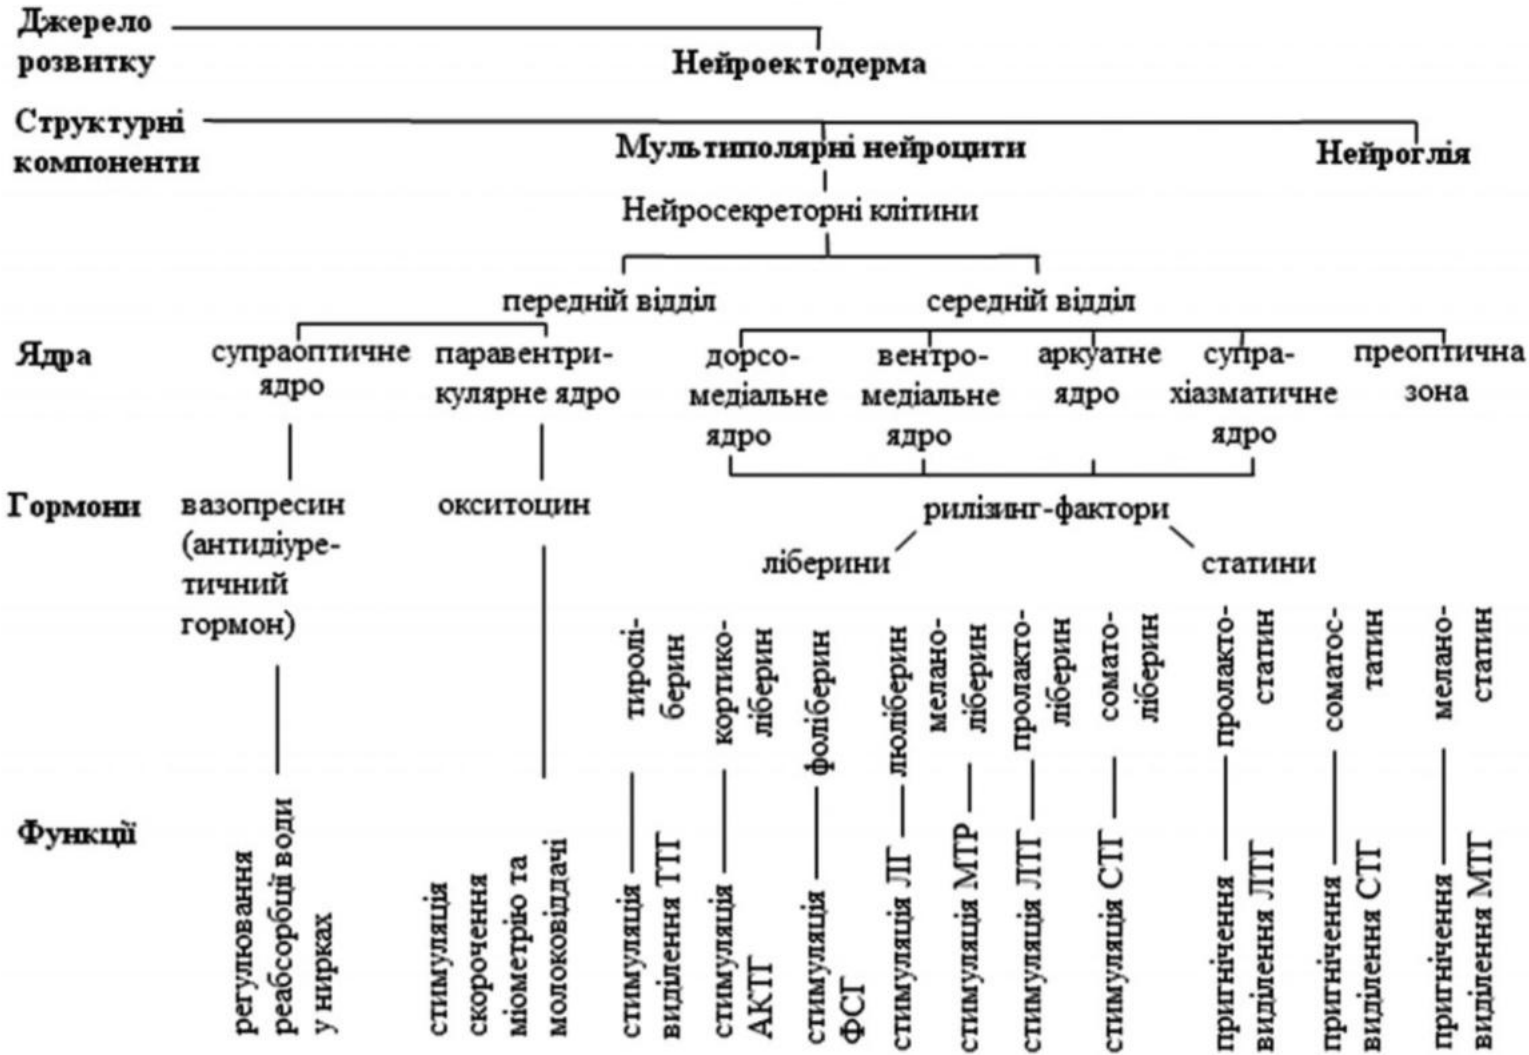 Джерело
розвитку
Нейроектодерма
Структурні
компоненти
Мультиполярні нейроцити
Нейроглія
Нейросекреторні клітини
передній відділ
середній відділ
Ядра
супраоптичне
ядро
паравентри-
кулярне ядро
дорсо-
медіальне
ядро
вентро-
медіальне
ядро
аркуатне
ядро
супра-
хіазматичне
ядро
преоптична
зона
Гормони
вазопресин
(антидіуре-
тичний
гормон)
окситоцин
рилізинг-фактори
ліберини
статини
тиролі-
берин
кортико-
ліберин
фоліберин
люліберин
мелано-
ліберин
пролакто-
ліберин
сомато-
ліберин
пролакто-
статин
соматос-
татин
мелано-
статин
Функції
регулювання
реабсорбції води
у нирках
стимуляція
скорочення
міометрію та
молоковіддачі
стимуляція
виділення ТТГ
стимуляція
АКТГ
стимуляція
ФСГ
стимуляція ЛГ
стимуляція МТР
стимуляція ЛТГ
стимуляція СТГ
пригнічення
виділення ЛТГ
пригнічення
виділення СТГ
пригнічення
виділення МТГ